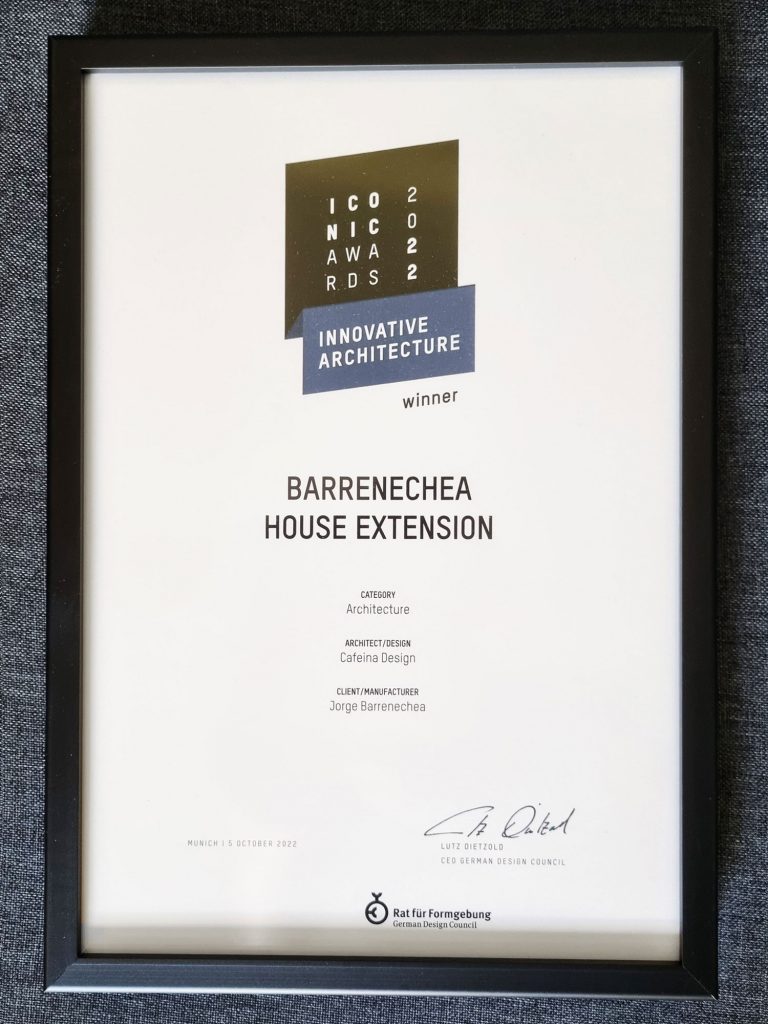 ICO 2
NIC 0
AWA 2
RDS 2
INNOVATIVE
ARCHITECTURE
winner
BARRENECHEA
HOUSE EXTENSION
CATEGORY
Architecture
ARCHITECT/DESIGN
Cafeina Design
CLIENT/MANUFACTURER
Jorge Barrenechea
MUNICH | 5 OCTOBER 2022
Lutz Dietzold
LUTZ DIETZOLD
CEO GERMAN DESIGN COUNCIL
Rat für Formgebung
German Design Council